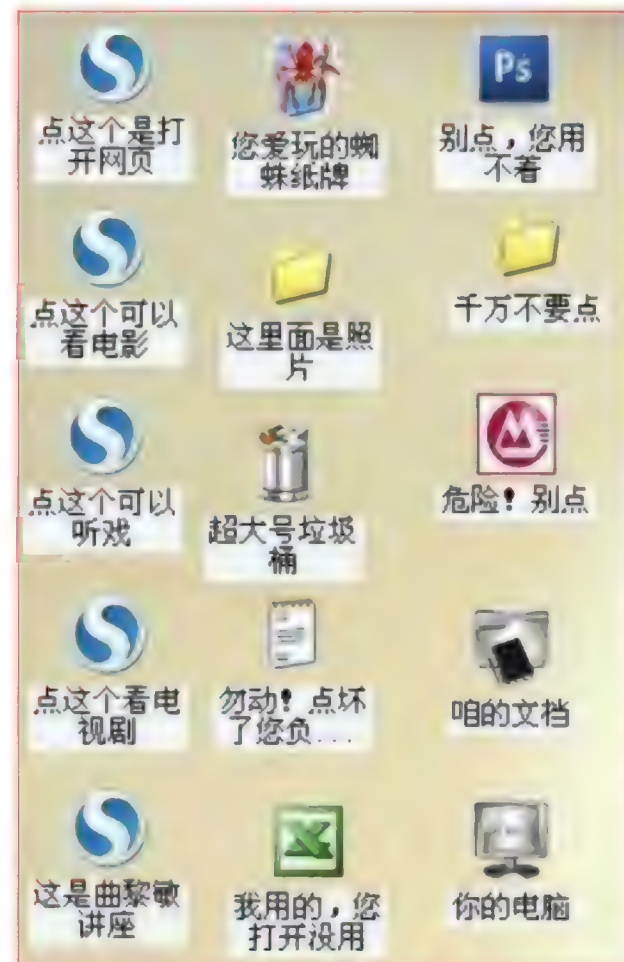 点这个是打
开网页
您爱玩的蜘
蛛纸牌
Ps
别点，您用
不着
点这个可以
看电影
这里面是照
片
千万不要点
点这个可以
听戏
超大号垃圾
桶
危险！别点
点这个看电
视剧
勿动！点坏
了您负...
咱的文档
这是曲黎敏
讲座
我用的，您
打开没用
你的电脑